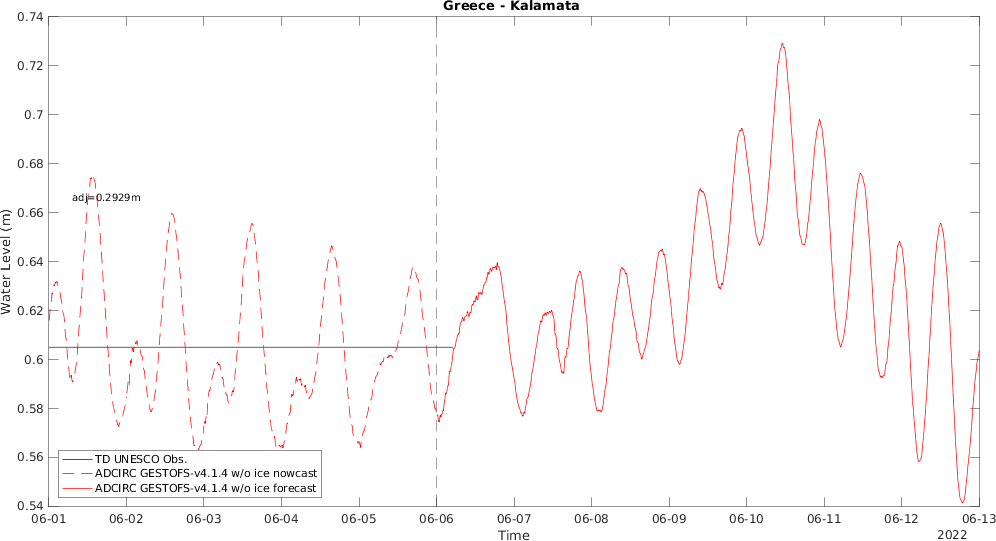 Greece - Kalamata
0.74
0.72
0.7
0.68
0.66
0.64
0.62
0.6
0.58
0.56
0.54
Water Level (m)
adj=0.2929m
TD UNESCO Obs.
ADCIRC GESTOFS-v4.1.4 w/o ice nowcast
ADCIRC GESTOFS-v4.1.4 w/o ice forecast
06-01 06-02 06-03 06-04 06-05 06-06 06-07 06-08 06-09 06-10 06-11 06-12 06-13
Time
2022